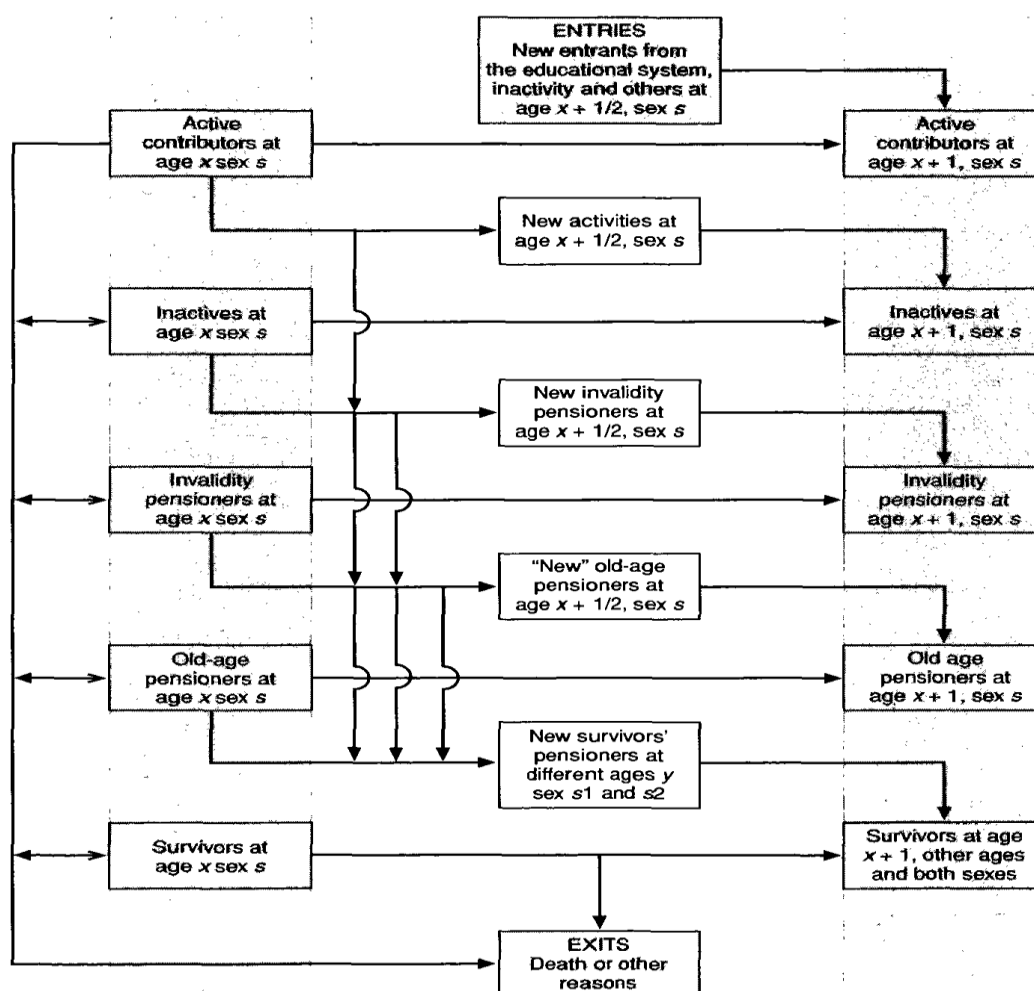 ENTRIES
New entrants from
the educational system,
inactivity and others at
age x + 1/2, sex s
Active
contributors at
age x sex s
Active
contributors at
age x + 1, sex s
New activities at
age x + 1/2, sex s
Inactives at
age x sex s
Inactives at
age x + 1, sex s
New invalidity
pensioners at
age x + 1/2, sex s
Invalidity
pensioners at
age x sex s
Invalidity
pensioners at
age x + 1, sex s
"New" old-age
pensioners at
age x + 1/2, sex s
Old-age
pensioners at
age x sex s
Old age
pensioners at
age x + 1, sex s
New survivors'
pensioners at
different ages y
sex s1 and s2
Survivors at
age x sex s
Survivors at age
x + 1, other ages
and both sexes
EXITS
Death or other
reasons